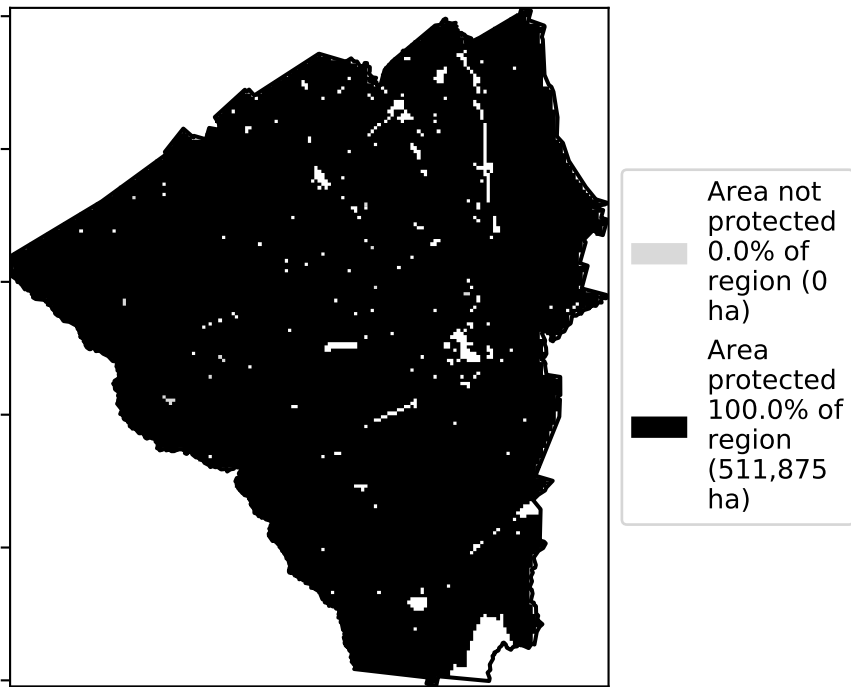 Area not
protected
0.0% of
region (0
ha)
Area
protected
100.0% of
region
(511,875
ha)